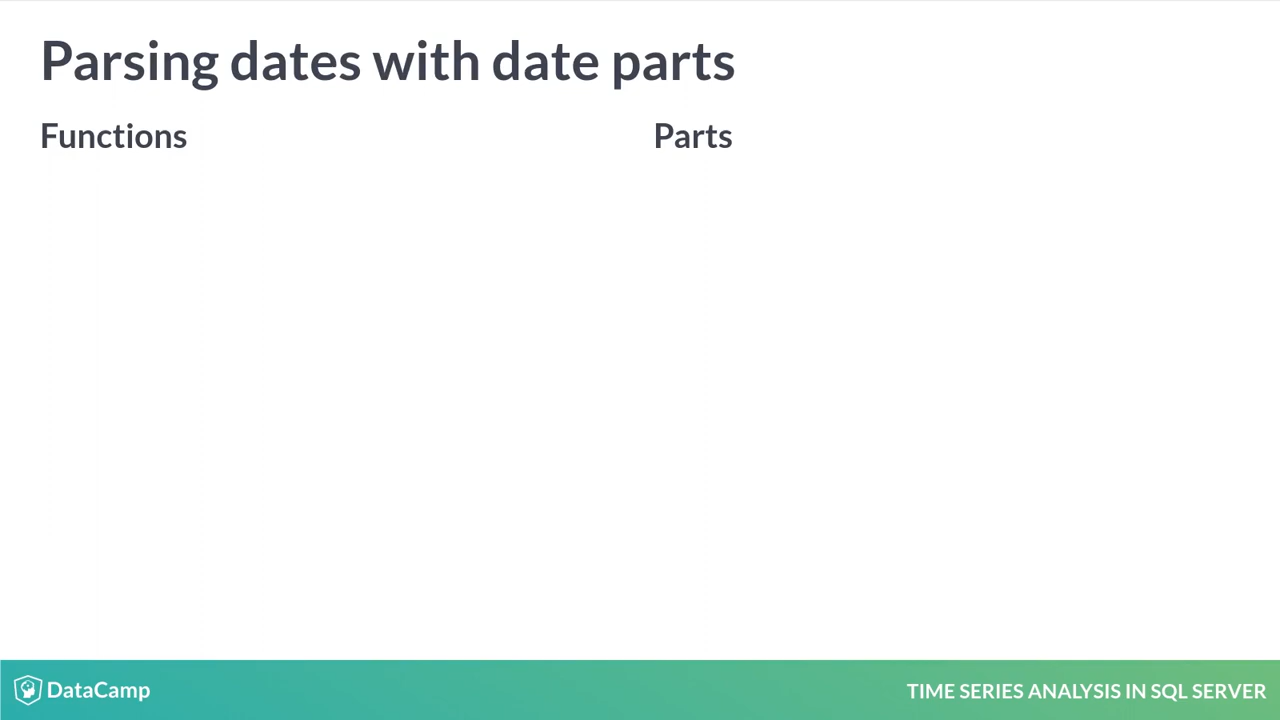 Parsing dates with date parts
Functions
Parts
DataCamp
TIME SERIES ANALYSIS IN SQL SERVER